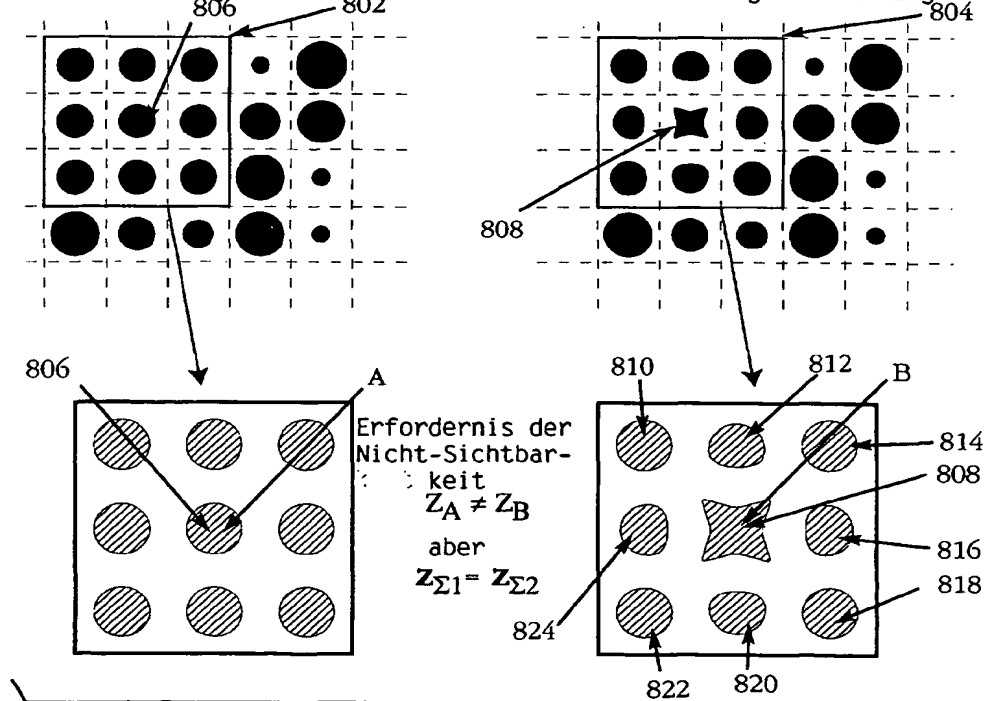 806
802
804
808
806
A
810
812
B
Erfordernis der
Nicht-Sichtbar-
keit
Z_A ≠ Z_B
aber
Z_Σ1 = Z_Σ2
814
808
816
818
824
822
820